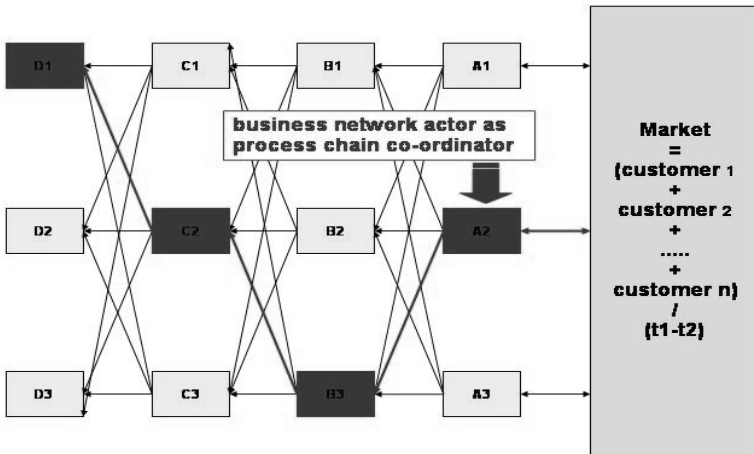 D1
C1
B1
A1
business network actor as
process chain co-ordinator
D2
C2
B2
A2
D3
C3
B3
A3
Market
=
(customer 1
+
customer 2
+
.....
+
customer n)
/
(t1-t2)